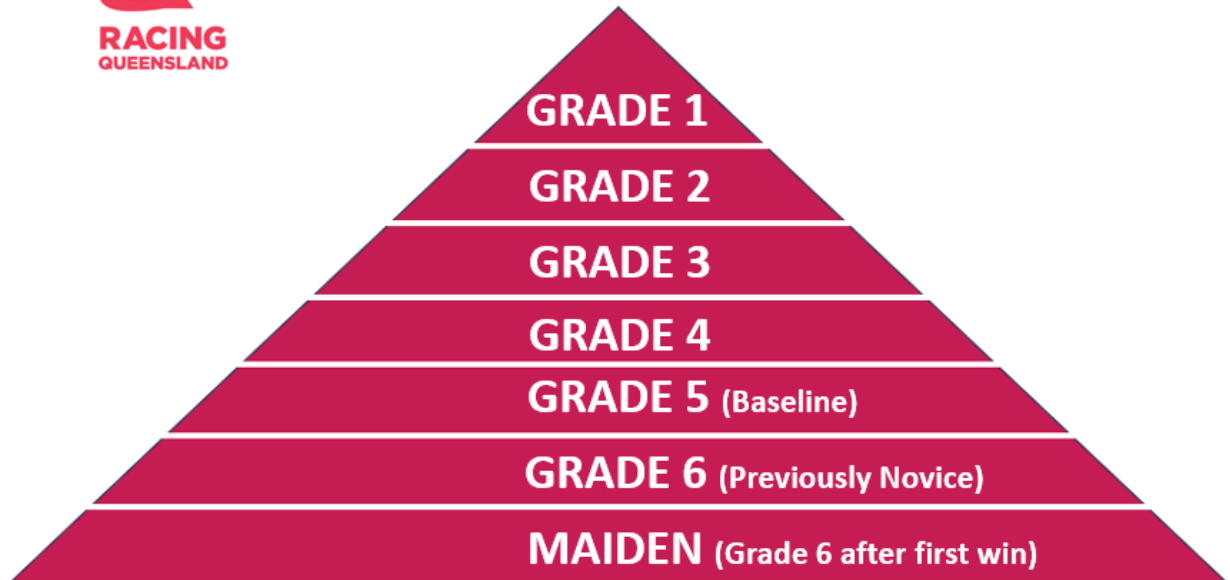 RACING
QUEENSLAND
GRADE 1
GRADE 2
GRADE 3
GRADE 4
GRADE 5 (Baseline)
GRADE 6 (Previously Novice)
MAIDEN (Grade 6 after first win)